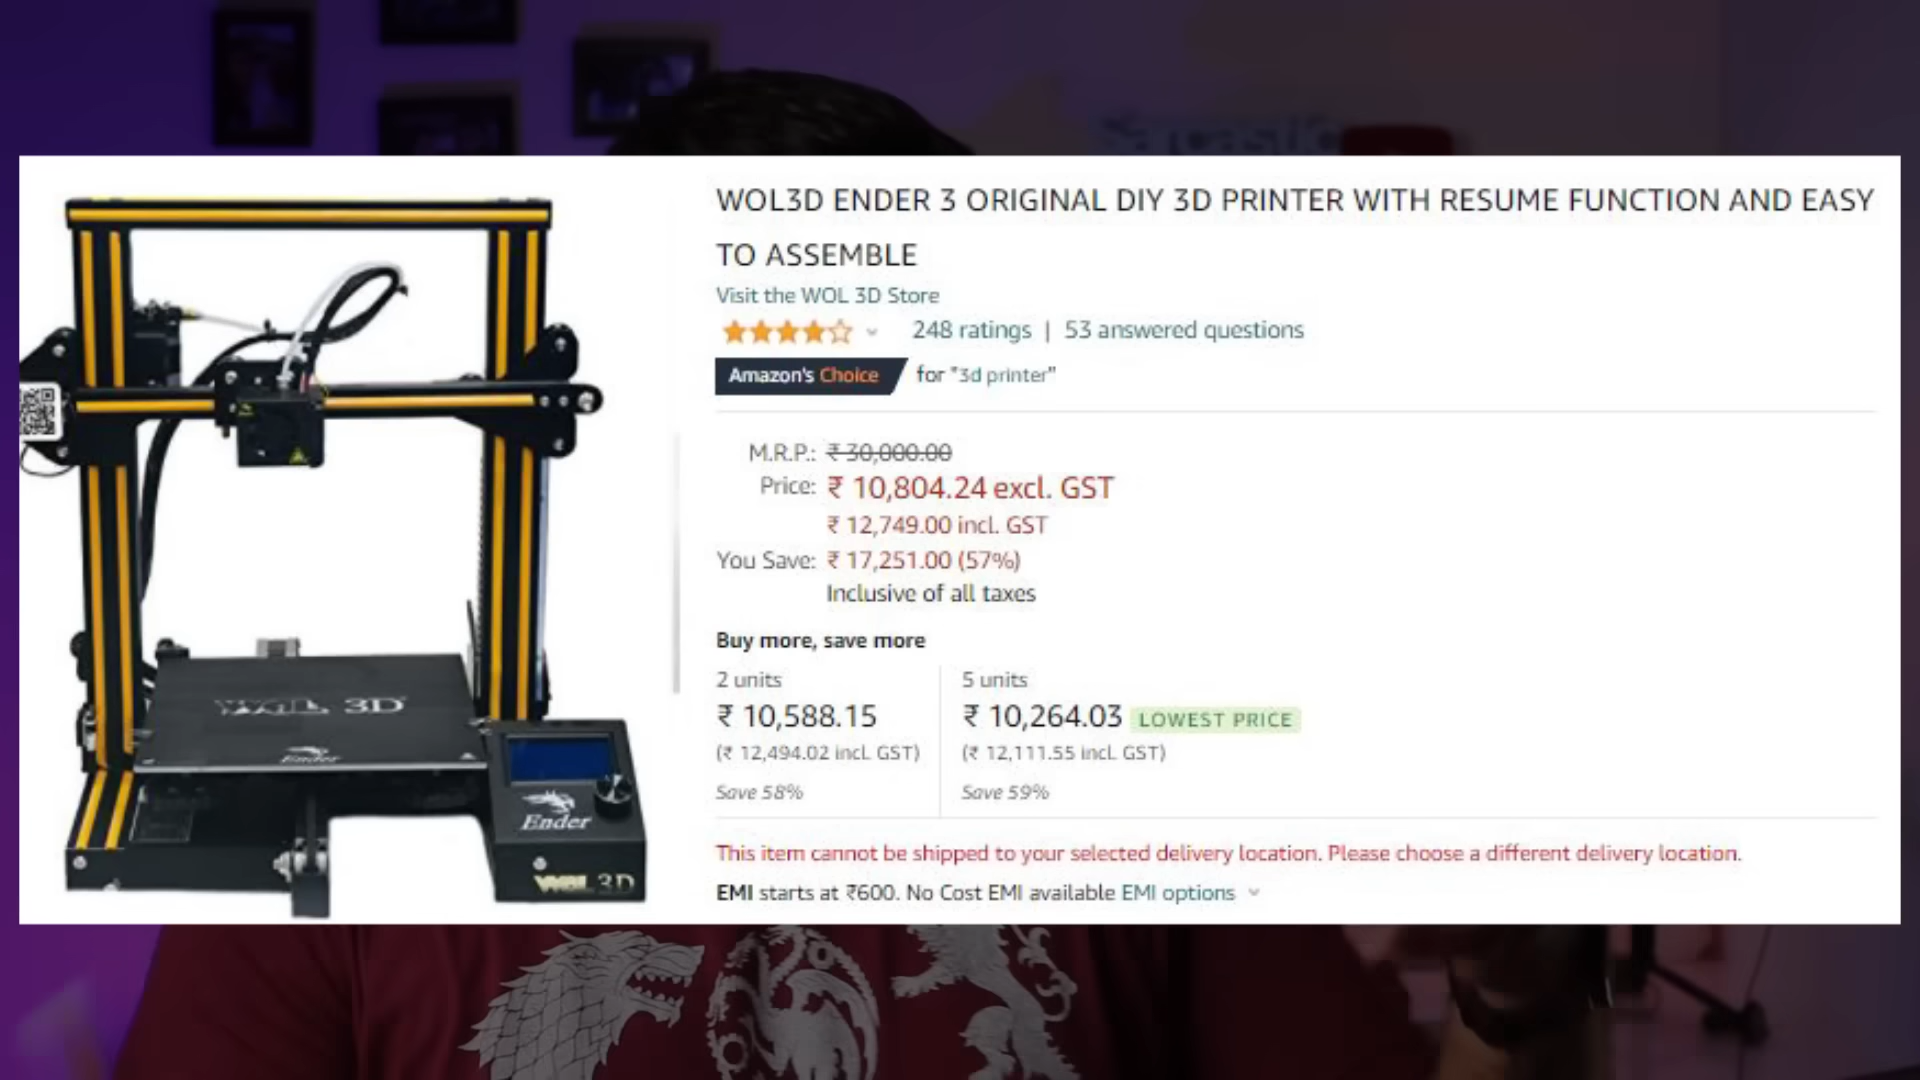 Sarcastic
WOL3D ENDER 3 ORIGINAL DIY 3D PRINTER WITH RESUME FUNCTION AND EASY
TO ASSEMBLE
Visit the WOL 3D Store
248 ratings | 53 answered questions
Amazon's Choice for "3d printer"
M.R.P.: ₹ 30,000.00
Price: ₹ 10,804.24 excl. GST
₹ 12,749.00 incl. GST
You Save: ₹ 17,251.00 (57%)
Inclusive of all taxes
Buy more, save more
2 units
₹ 10,588.15
(₹ 12,494.02 incl. GST)
Save 58%
5 units
₹ 10,264.03 LOWEST PRICE
(₹ 12,111.55 incl. GST)
Save 59%
This item cannot be shipped to your selected delivery location. Please choose a different delivery location.
EMI starts at ₹600. No Cost EMI available EMI options
WOL 3D
Ender
Ender
WOL 3D